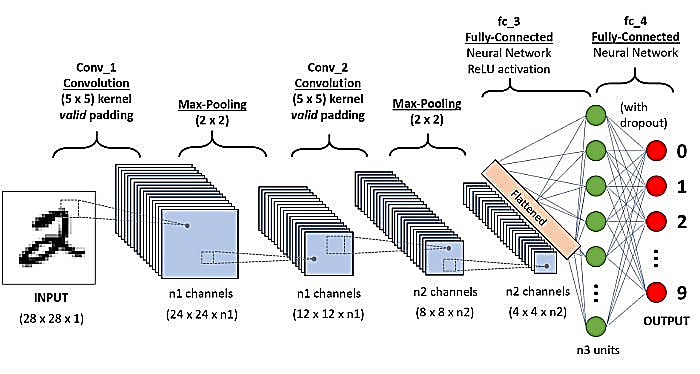 Conv_1
Convolution
(5 x 5) kernel
valid padding
Max-Pooling
(2 x 2)
Conv_2
Convolution
(5 x 5) kernel
valid padding
Max-Pooling
(2 x 2)
fc_3
Fully-Connected
Neural Network
ReLU activation
fc_4
Fully-Connected
Neural Network
(with
dropout)
Flattened
0
1
2
9
OUTPUT
2
INPUT
(28 x 28 x 1)
n1 channels
(24 x 24 x n1)
n1 channels
(12 x 12 x n1)
n2 channels
(8 x 8 x n2)
n2 channels
(4 x 4 x n2)
n3 units